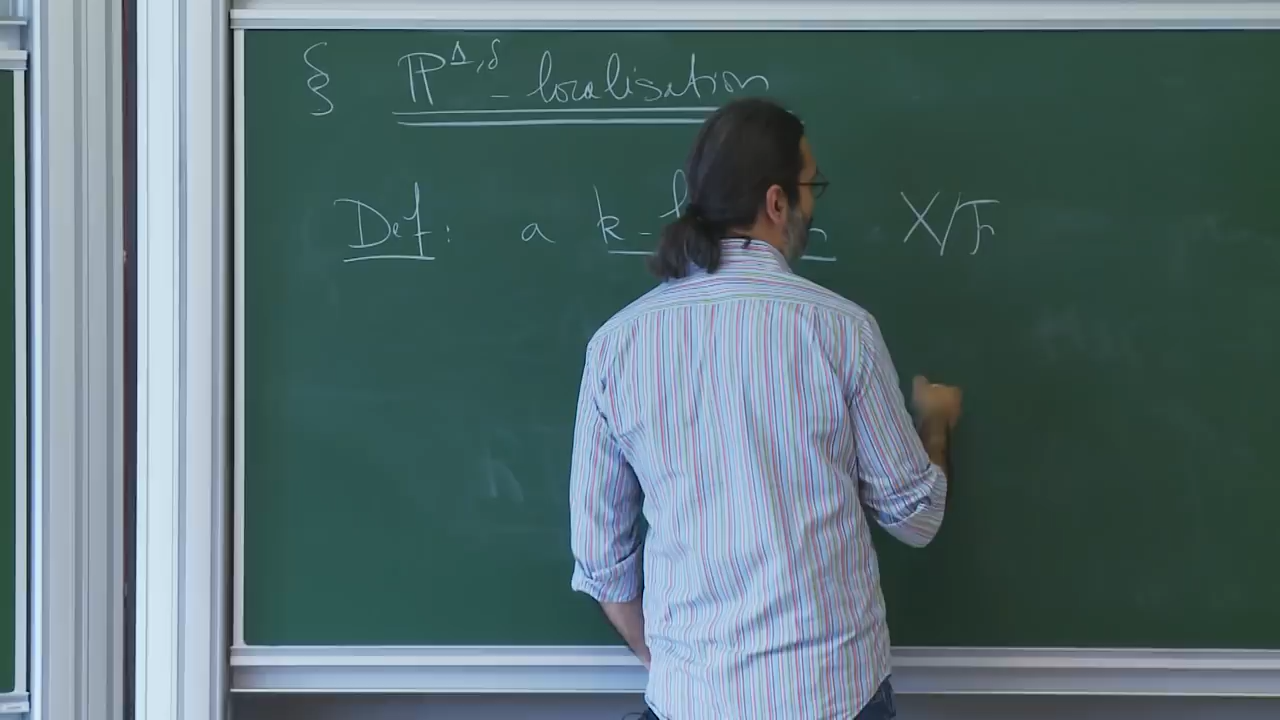 § ℙ^{Δ,δ} - localisation
Def: a k- X/F